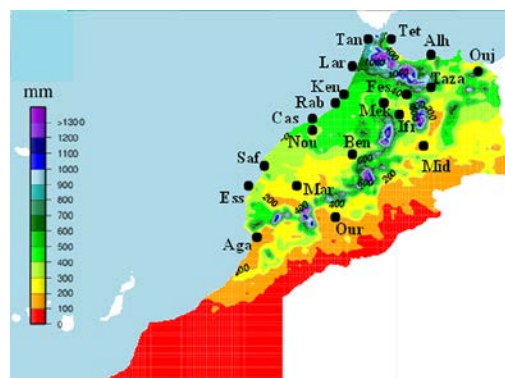 Tan Tet
Alh
Lar
Ouj
Taza
Ken
Fes
Rab
Mek
Cas
Ifr
Nou
Ben
Mid
Saf
Mar
Ess
Our
Aga
mm
>1300
1200
1100
1000
900
800
700
600
500
400
300
200
100
0